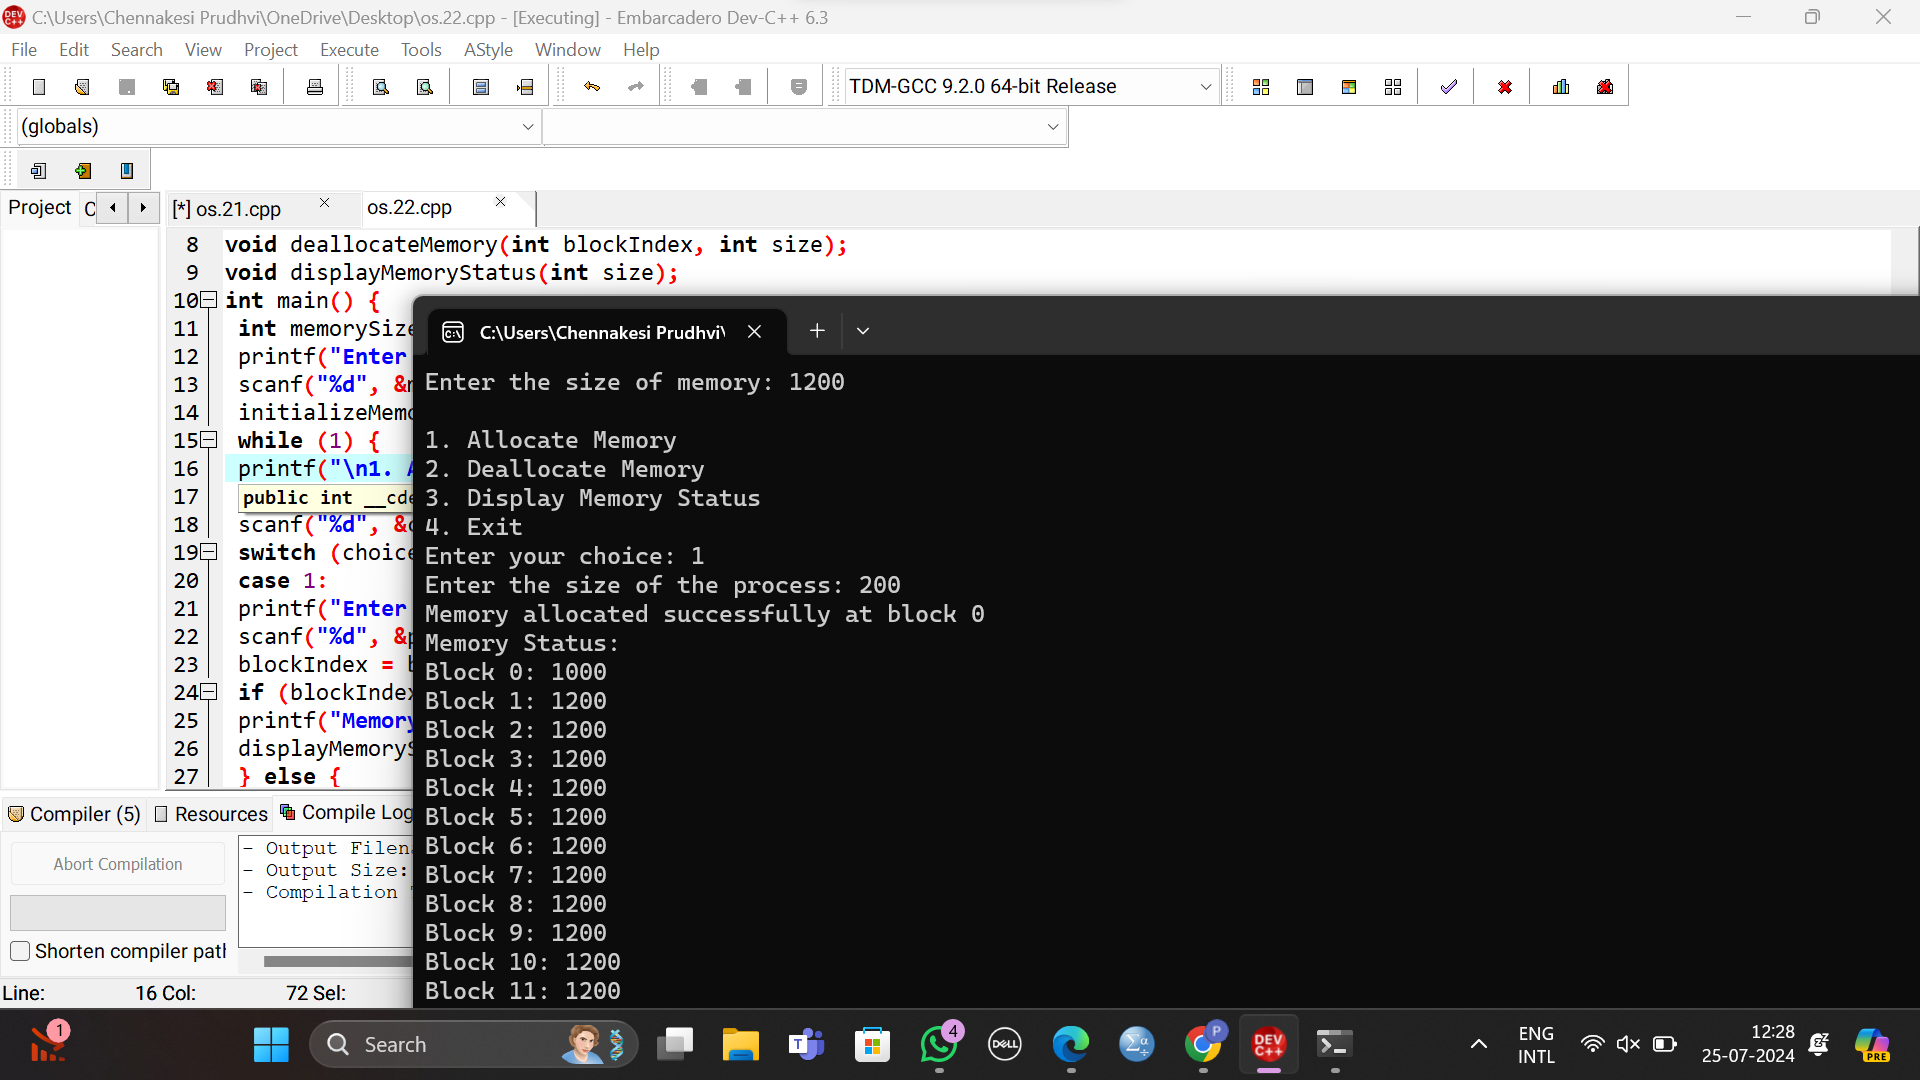 C:\Users\Chennakesi Prudhvi\OneDrive\Desktop\os.22.cpp - [Executing] - Embarcadero Dev-C++ 6.3
File Edit Search View Project Execute Tools AStyle Window Help
TDM-GCC 9.2.0 64-bit Release
(globals)
Project C [*] os.21.cpp os.22.cpp
8 void deallocateMemory(int blockIndex, int size);
9 void displayMemoryStatus(int size);
10 int main() {
11 int memorySize
12 printf("Enter
13 scanf("%d", &m
14 initializeMemo
15 while (1) {
16 printf("\n1. A
17 public int __cde
18 scanf("%d", &c
19 switch (choice
20 case 1:
21 printf("Enter
22 scanf("%d", &p
23 blockIndex = b
24 if (blockIndex
25 printf("Memory
26 displayMemoryS
27 } else {
C:\Users\Chennakesi Prudhvi\
Enter the size of memory: 1200
1. Allocate Memory
2. Deallocate Memory
3. Display Memory Status
4. Exit
Enter your choice: 1
Enter the size of the process: 200
Memory allocated successfully at block 0
Memory Status:
Block 0: 1000
Block 1: 1200
Block 2: 1200
Block 3: 1200
Block 4: 1200
Block 5: 1200
Block 6: 1200
Block 7: 1200
Block 8: 1200
Block 9: 1200
Block 10: 1200
Block 11: 1200
Compiler (5) Resources Compile Log
Abort Compilation
Shorten compiler path
- Output Filena
- Output Size:
- Compilation
Line: 16 Col: 72 Sel:
1
Search
T
4
DELL
P
DEV C++
ENG
INTL
12:28
25-07-2024
PRE